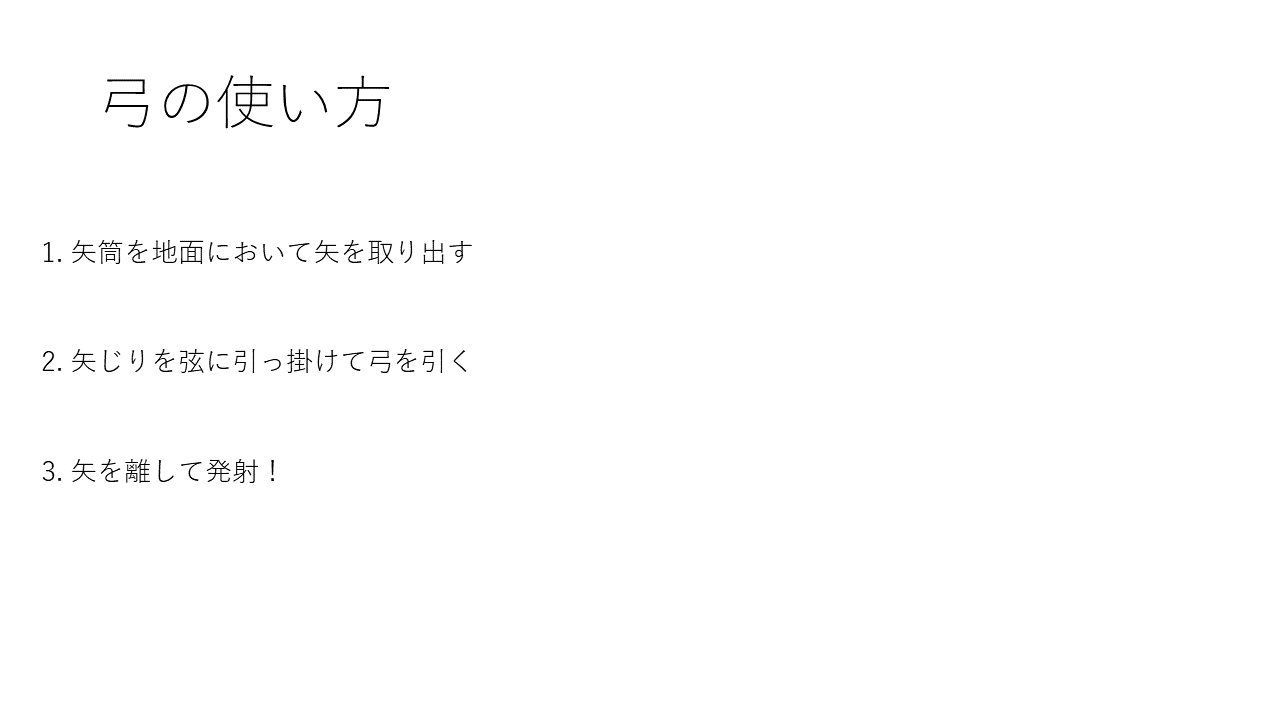 弓の使い方
1. 矢筒を地面において矢を取り出す
2. 矢じりを弦に引っ掛けて弓を引く
3. 矢を離して発射！